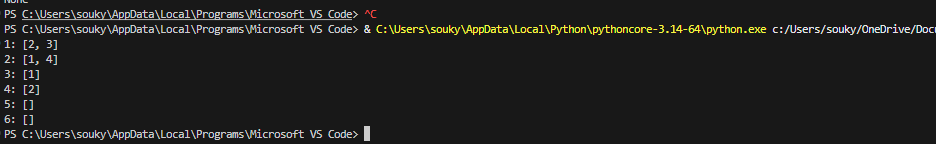 None
PS C:\Users\souky\AppData\Local\Programs\Microsoft VS Code> ^C
PS C:\Users\souky\AppData\Local\Programs\Microsoft VS Code> & C:\Users\souky\AppData\Local\Python\pythoncore-3.14-64\python.exe c:/Users/souky/OneDrive/Docu
1: [2, 3]
2: [1, 4]
3: [1]
4: [2]
5: []
6: []
PS C:\Users\souky\AppData\Local\Programs\Microsoft VS Code>